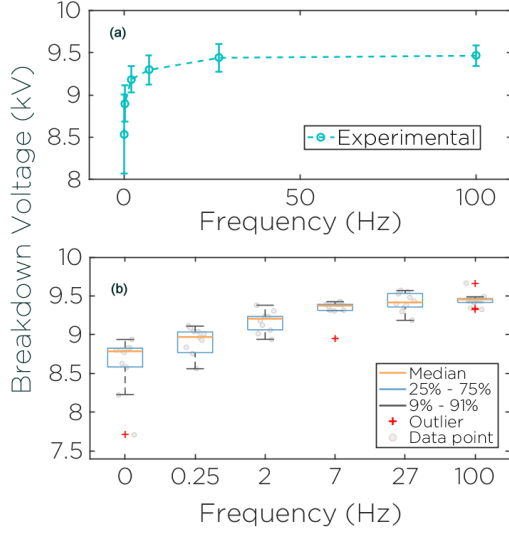 Breakdown Voltage (kV)
(a)
10
9.5
9
8.5
8
Experimental
0
50
100
Frequency (Hz)
(b)
10
9.5
9
8.5
8
7.5
Median
25% - 75%
9% - 91%
Outlier
Data point
0
0.25
2
7
27
100
Frequency (Hz)